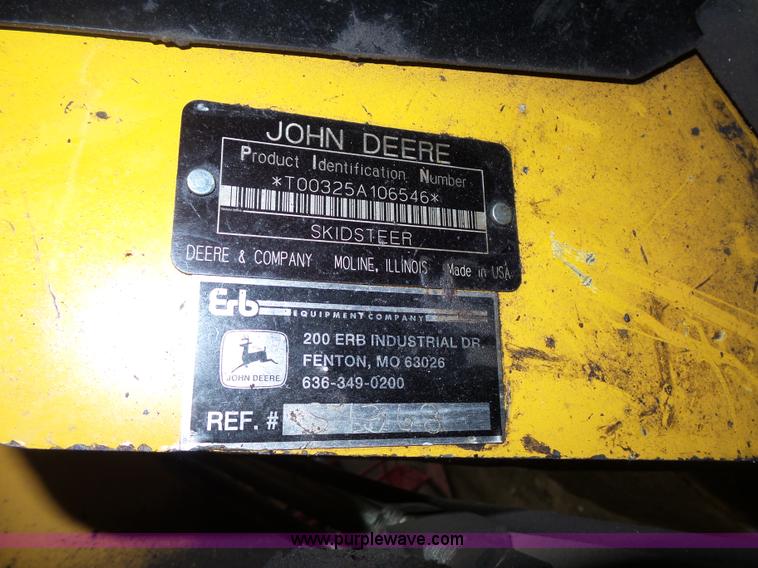 JOHN DEERE
Product Identification Number
*T00325A106546*
SKIDSTEER
DEERE & COMPANY MOLINE, ILLINOIS Made in USA
Erb
EQUIPMENT COMPANY
200 ERB INDUSTRIAL DR.
FENTON, MO 63026
636-349-0200
JOHN DEERE
REF. #
www.purplewave.com